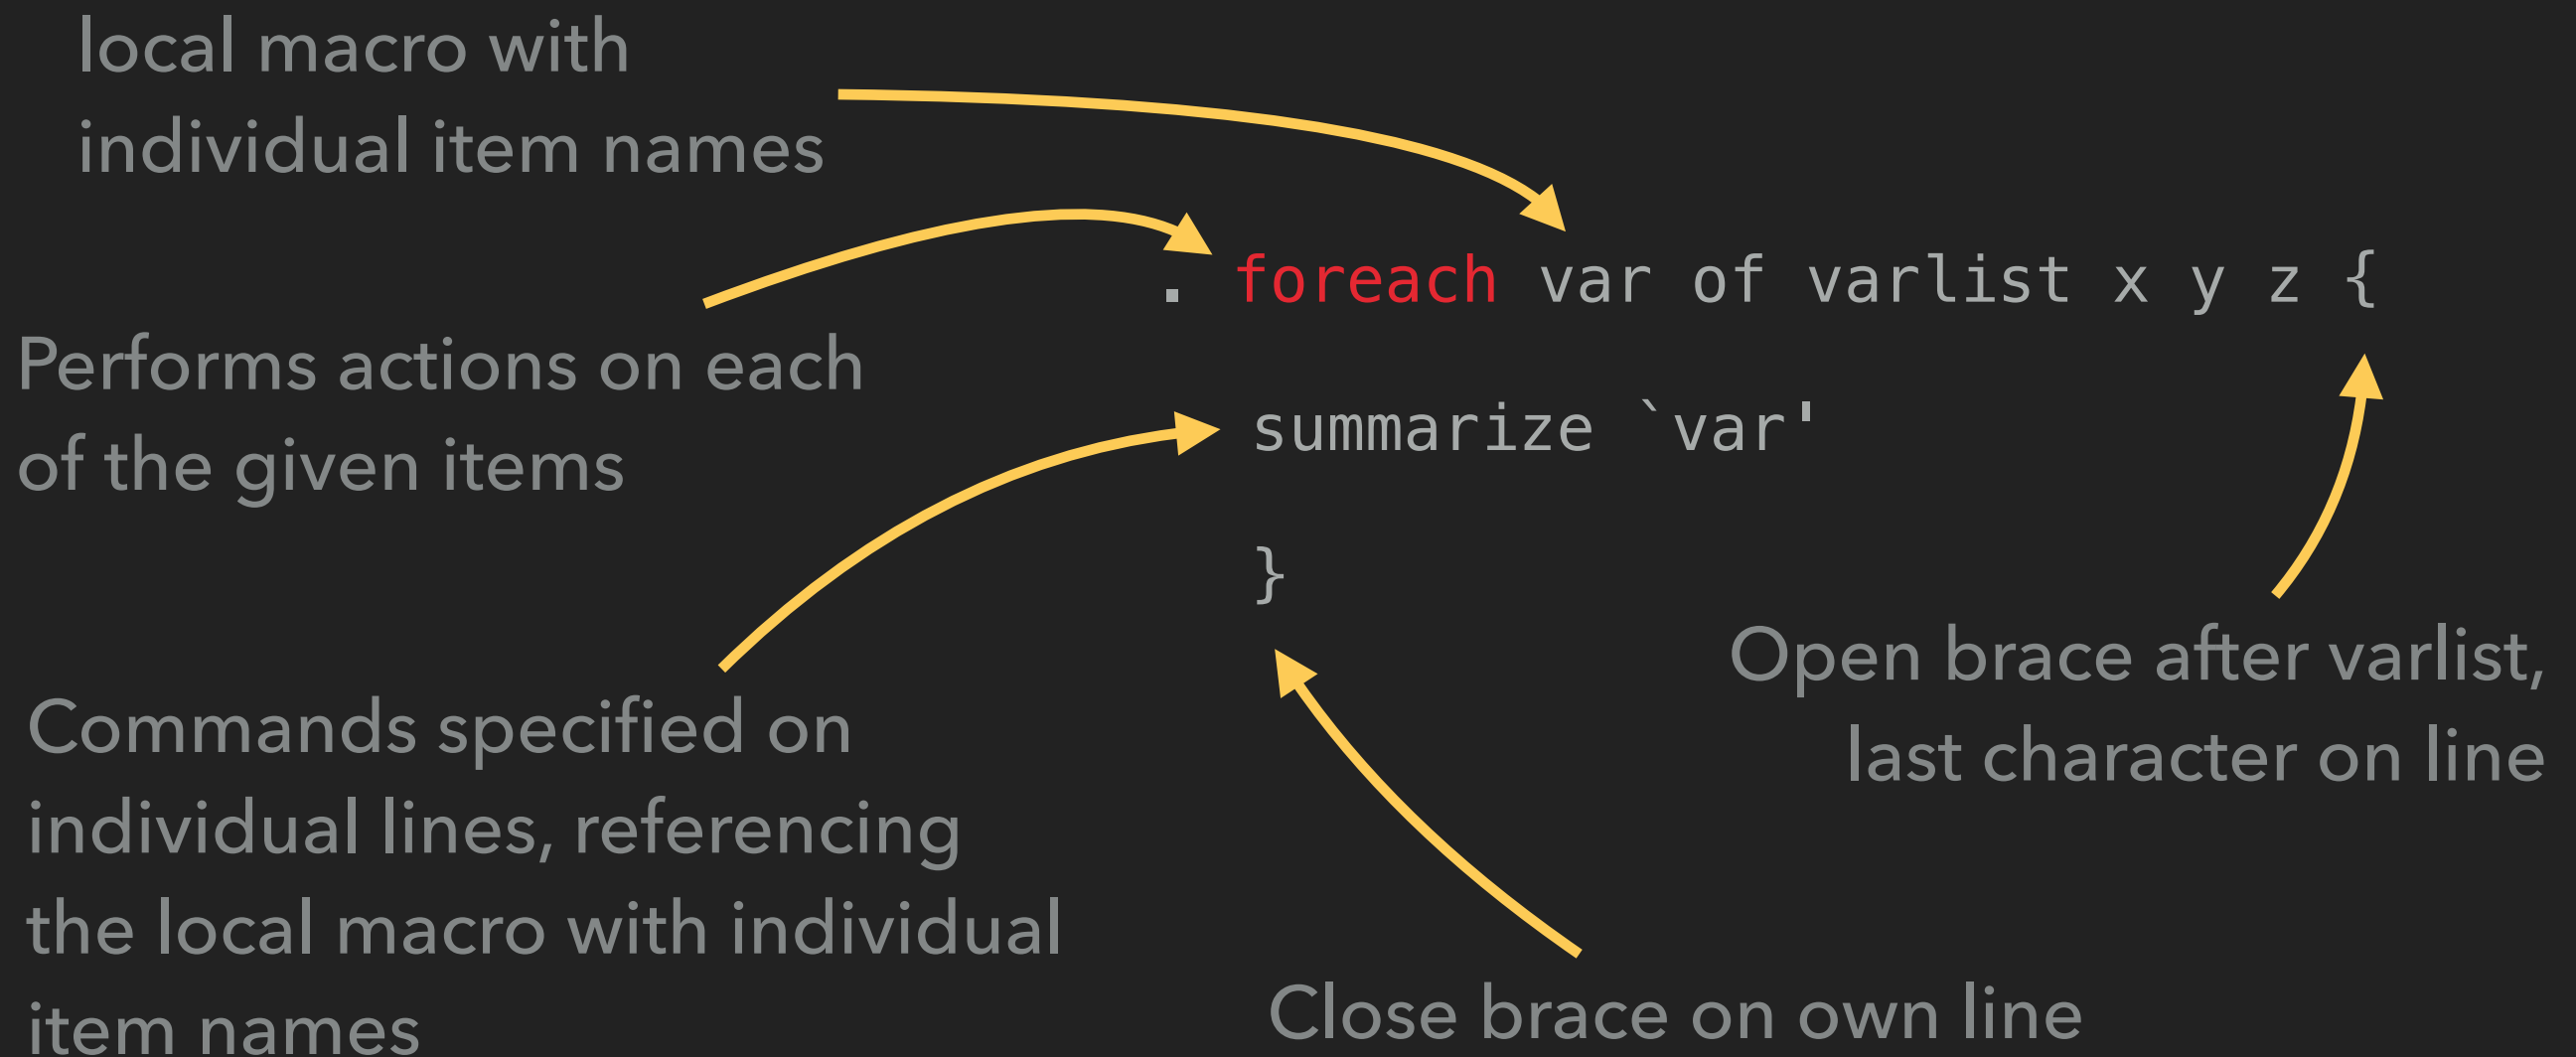 local macro with
individual item names
. foreach var of varlist x y z {
Performs actions on each
of the given items
summarize `var'
}
Open brace after varlist,
last character on line
Commands specified on
individual lines, referencing
the local macro with individual
item names
Close brace on own line